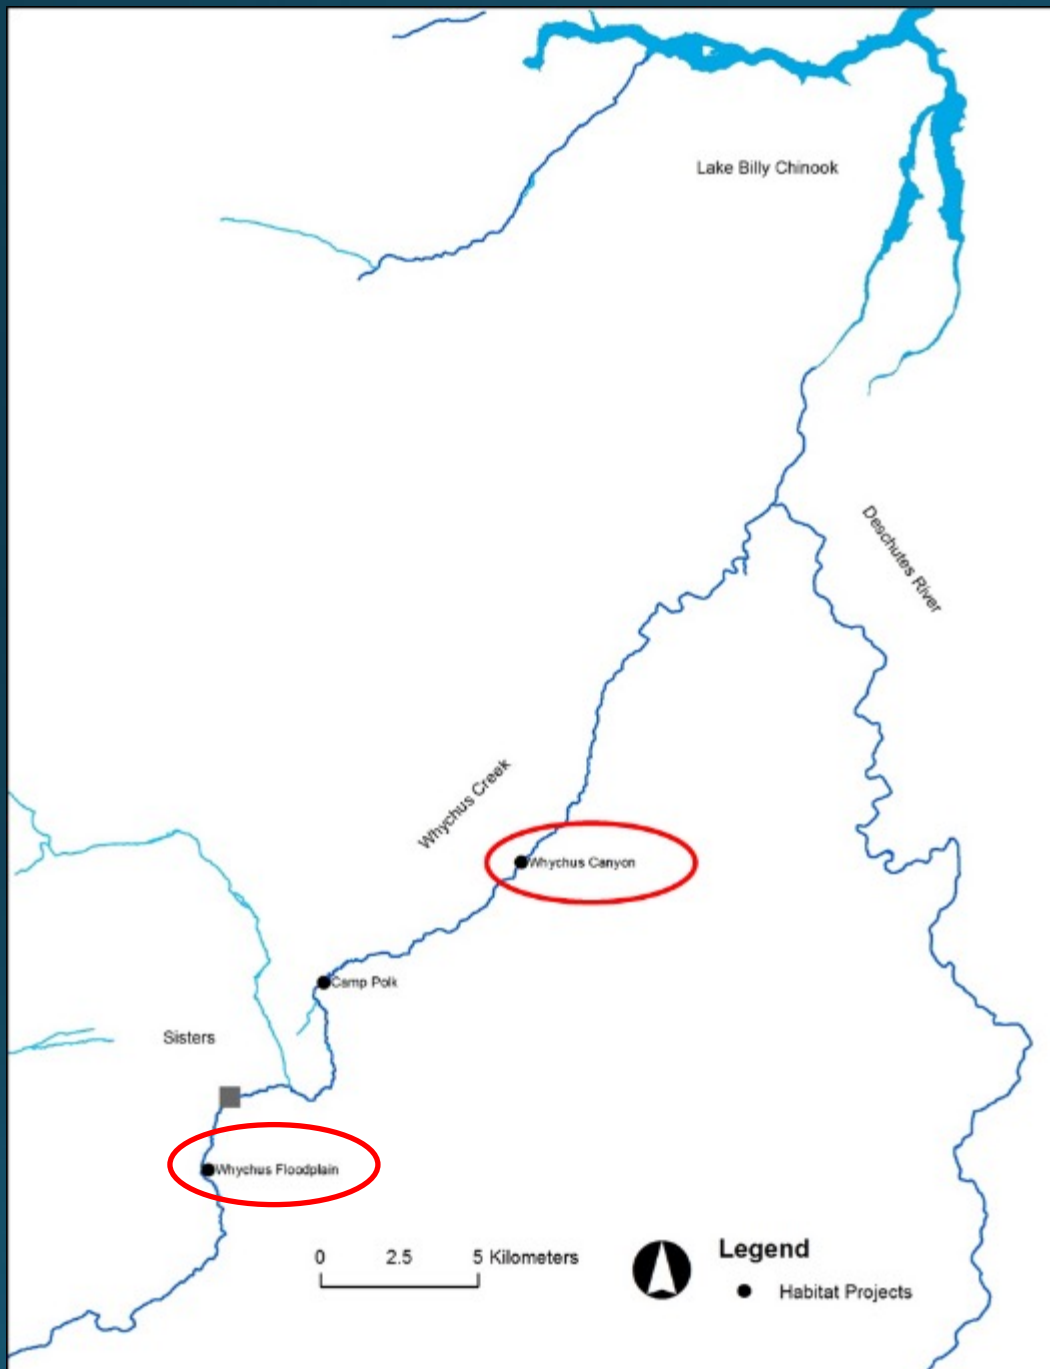 Lake Billy Chinook
Deschutes River
Whychus Creek
Whychus Canyon
Camp Polk
Sisters
Whychus Floodplain
0 2.5 5 Kilometers
Legend
Habitat Projects